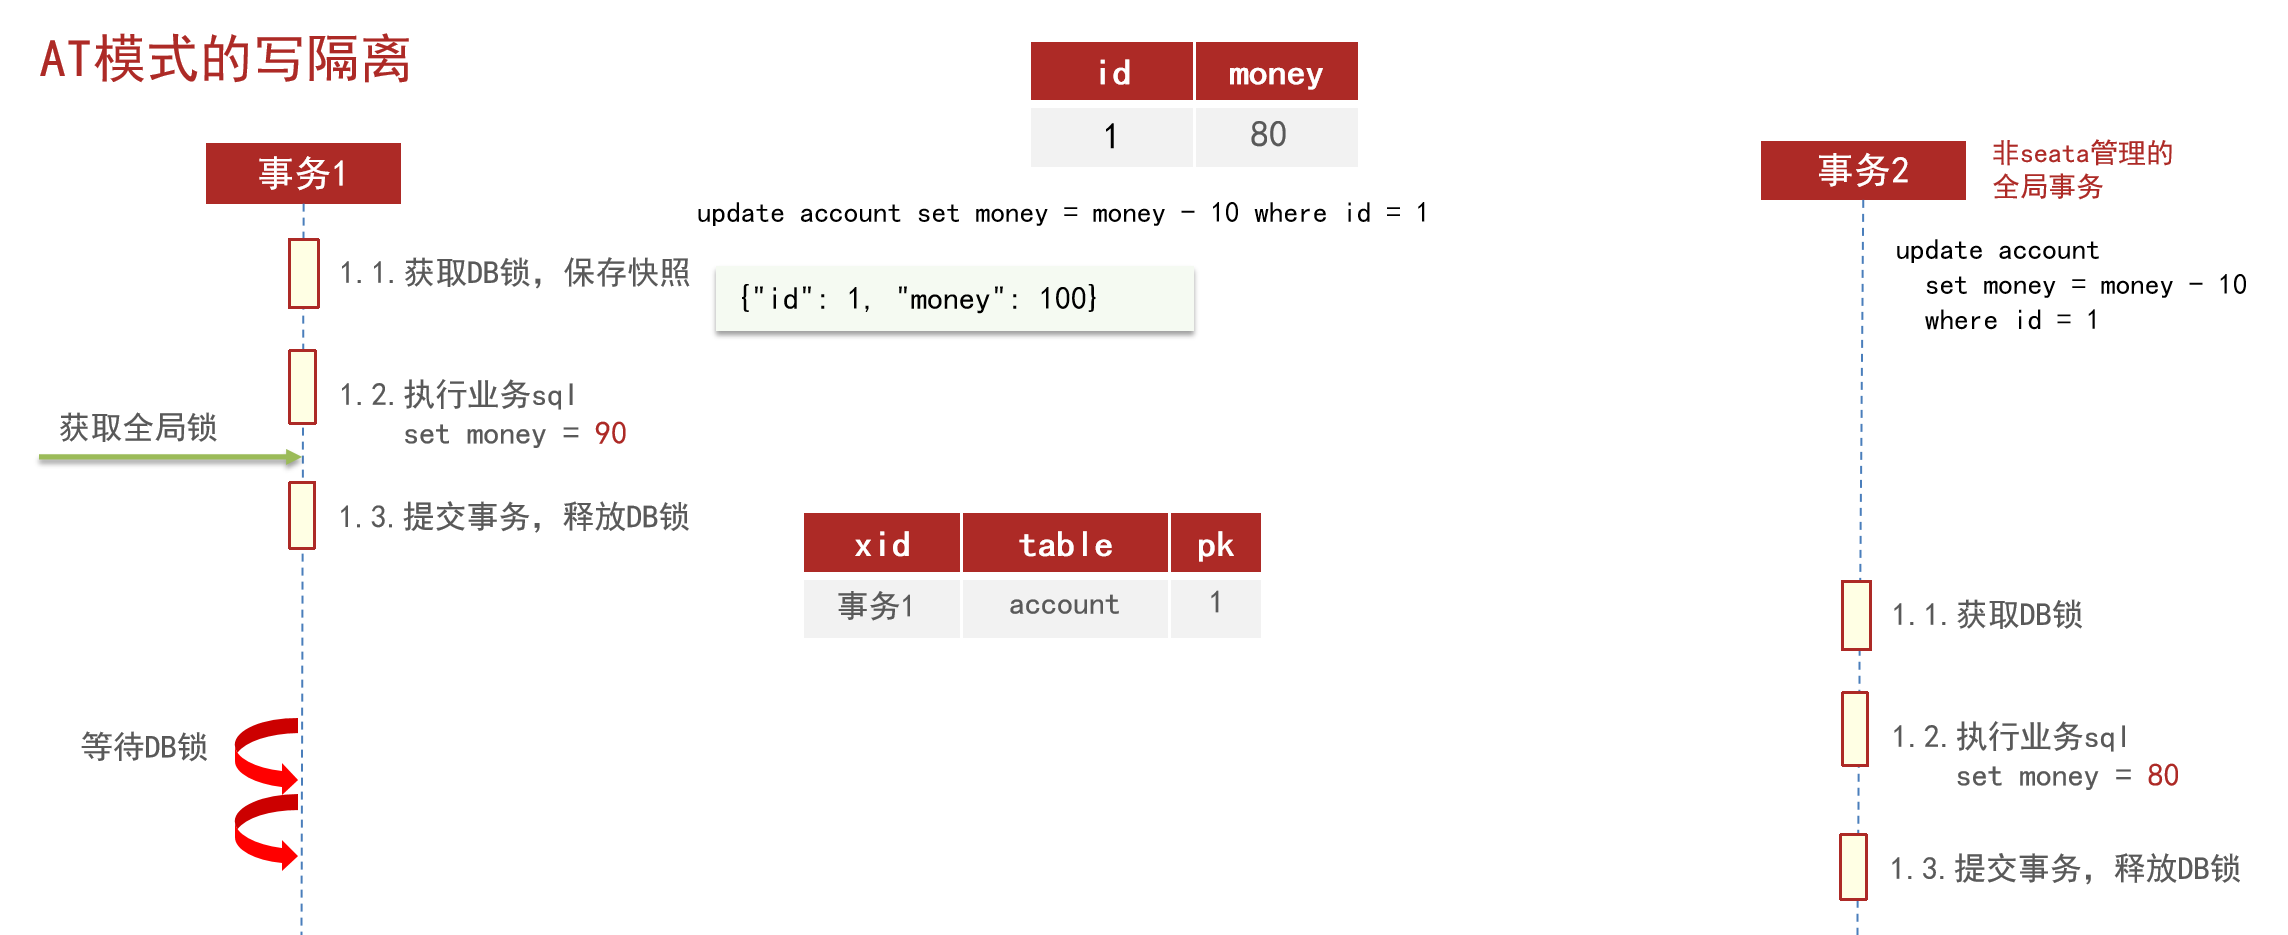 AT模式的写隔离
id money
1 80
事务1
update account set money = money - 10 where id = 1
1.1.获取DB锁，保存快照
{"id": 1, "money": 100}
1.2.执行业务sql
set money = 90
获取全局锁
1.3.提交事务，释放DB锁
xid table pk
事务1 account 1
等待DB锁
事务2
非seata管理的
全局事务
update account
set money = money - 10
where id = 1
1.1.获取DB锁
1.2.执行业务sql
set money = 80
1.3.提交事务，释放DB锁